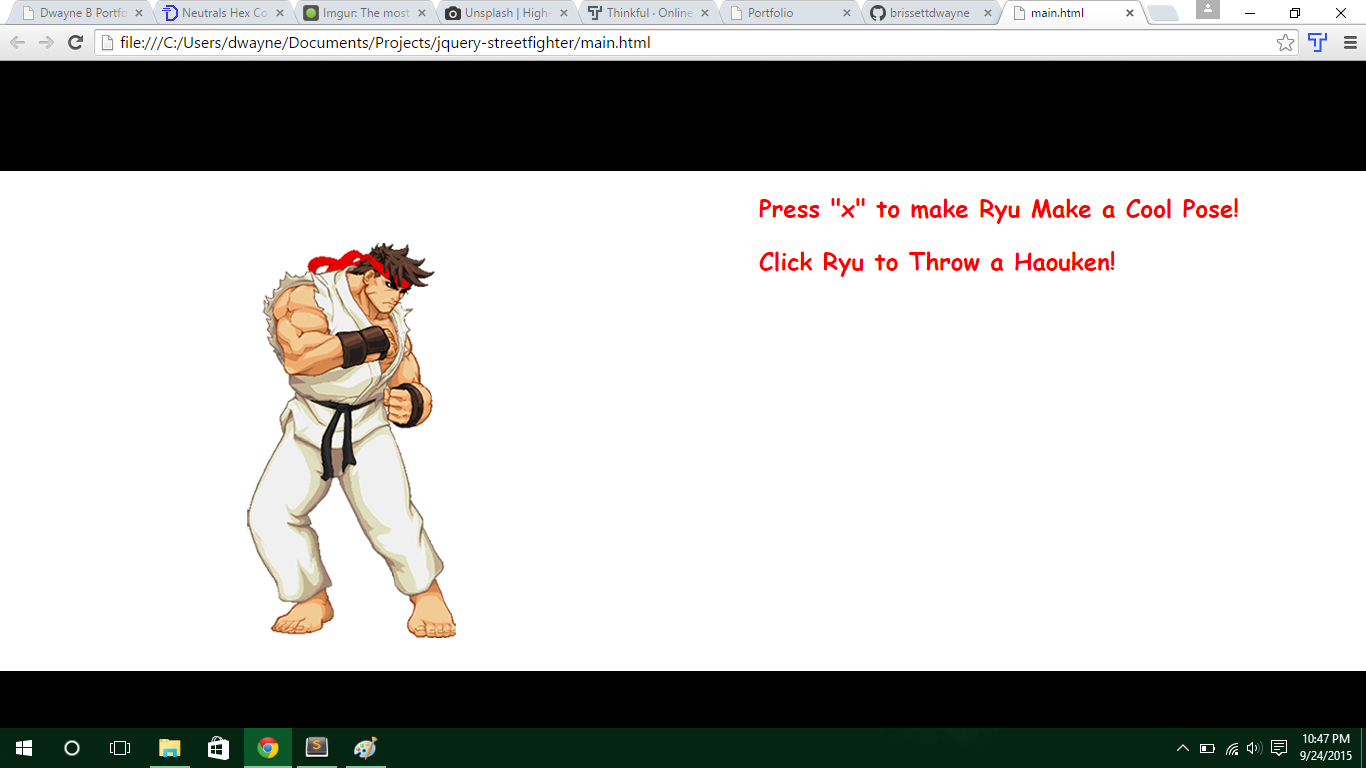 Dwayne B Portfo
Neutrals Hex Co
Imgur: The most
Unsplash | High-
Thinkful · Online
Portfolio
brissettdwayne
main.html
file:///C:/Users/dwayne/Documents/Projects/jquery-streetfighter/main.html
Press "x" to make Ryu Make a Cool Pose!
Click Ryu to Throw a Haouken!
10:47 PM
9/24/2015